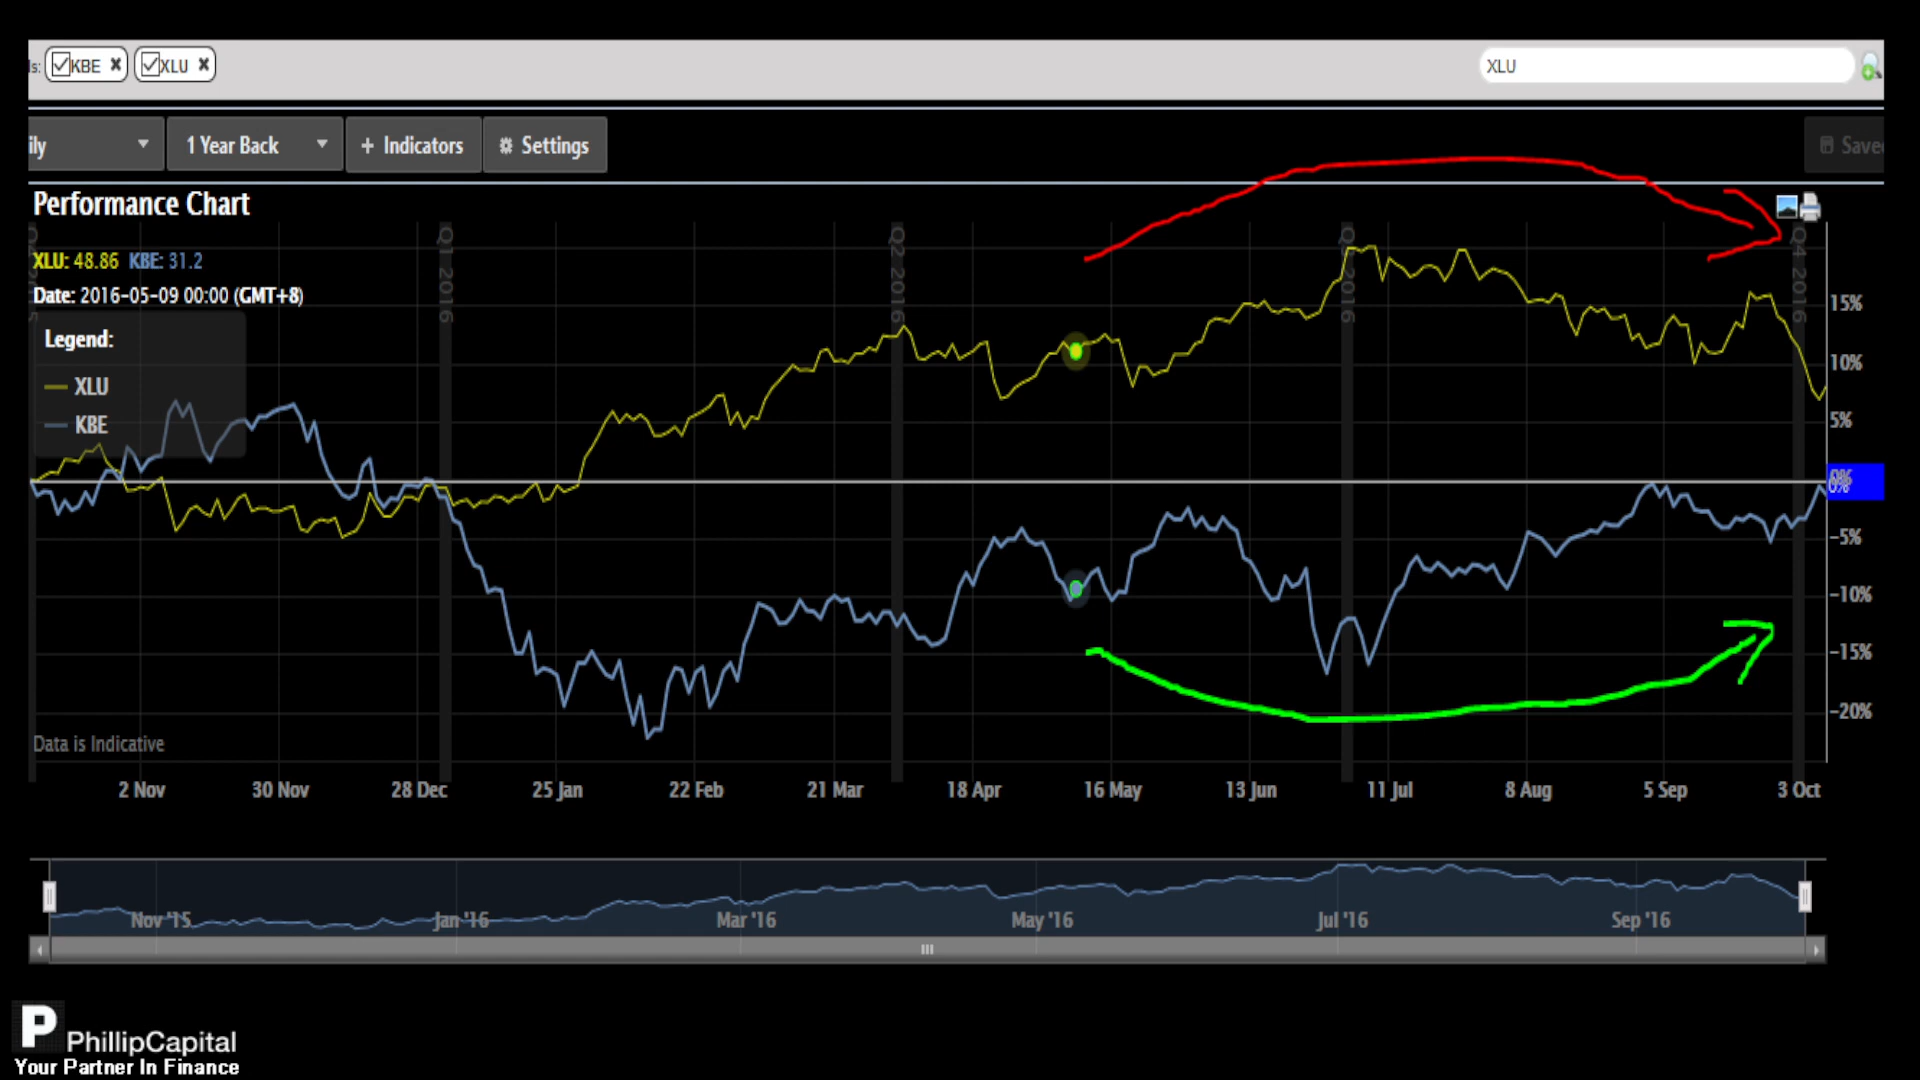 ls: KBE ✖ XLU ✖ XLU
ily 1 Year Back + Indicators Settings Save
Performance Chart
XLU: 48.86 KBE: 31.2
Date: 2016-05-09 00:00 (GMT+8)
Legend:
XLU
KBE
Q1 2016
Q2 2016
2016
Q4 2016
15%
10%
5%
0%
0%
-5%
-10%
-15%
-20%
Data is Indicative
2 Nov 30 Nov 28 Dec 25 Jan 22 Feb 21 Mar 18 Apr 16 May 13 Jun 11 Jul 8 Aug 5 Sep 3 Oct
Nov '15 Jan '16 Mar '16 May '16 Jul '16 Sep '16
P PhillipCapital
Your Partner In Finance